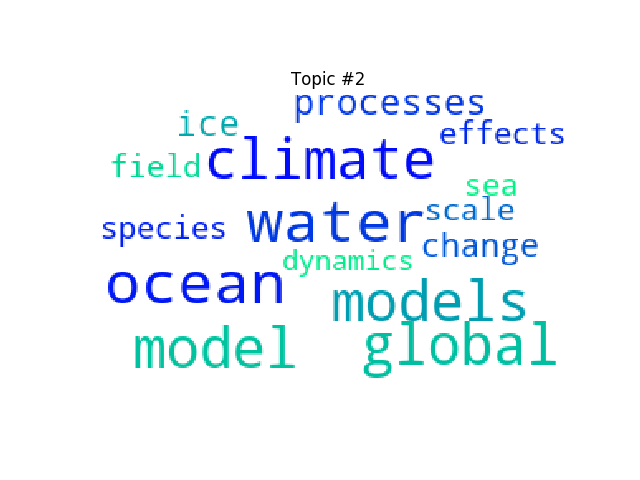 Topic #2
processes
ice
effects
climate
field
sea
scale
water
species
change
dynamics
ocean
models
model
global